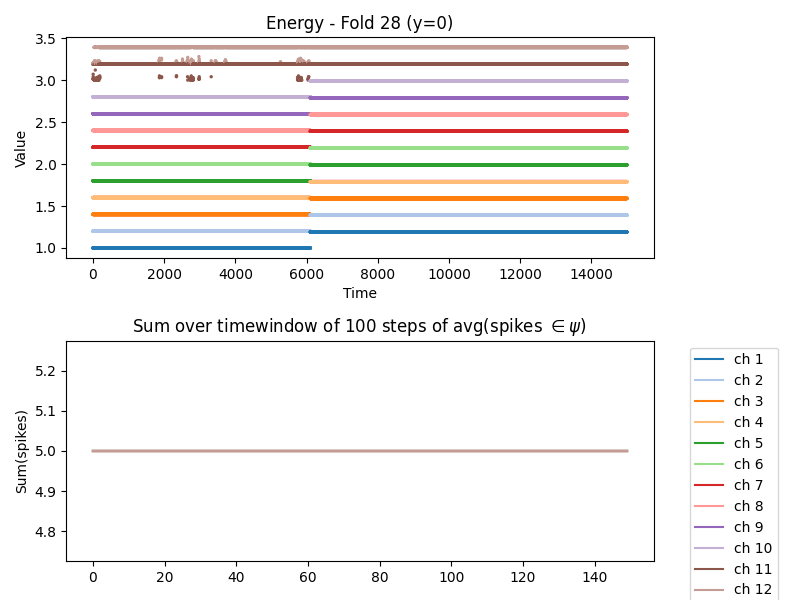 Energy - Fold 28 (y=0)
3.5
3.0
2.5
2.0
1.5
1.0
Value
0 2000 4000 6000 8000 10000 12000 14000
Time
Sum over timewindow of 100 steps of avg(spikes ∈ψ)
5.2
5.1
5.0
4.9
4.8
Sum(spikes)
0 20 40 60 80 100 120 140
ch 1
ch 2
ch 3
ch 4
ch 5
ch 6
ch 7
ch 8
ch 9
ch 10
ch 11
ch 12